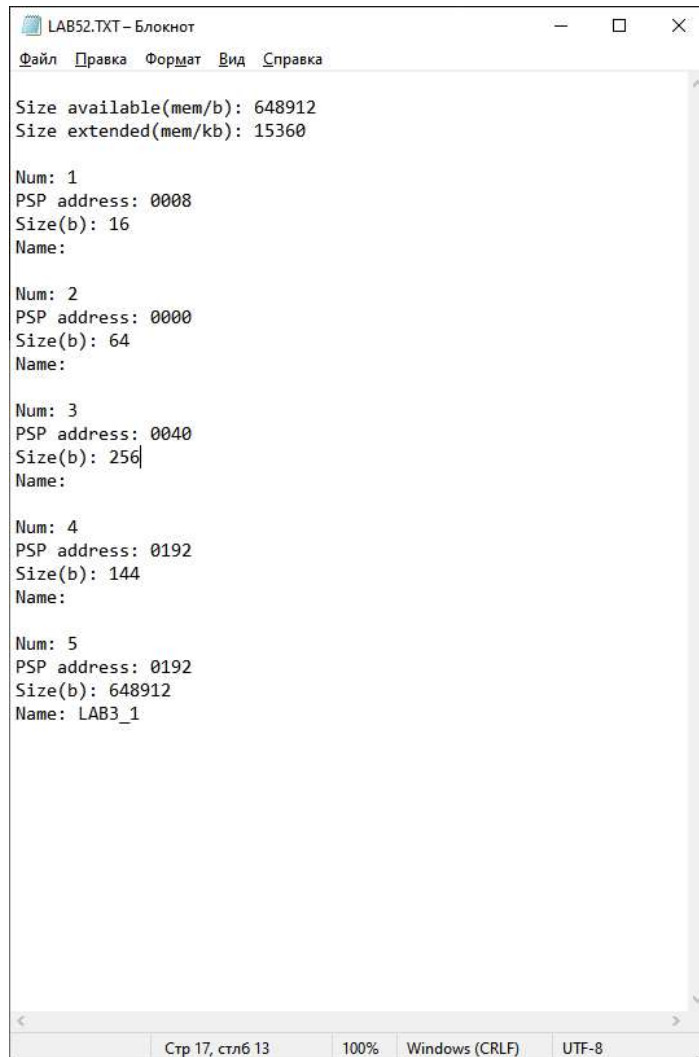 LAB52.TXT – Блокнот
Файл Правка Формат Вид Справка
Size available(mem/b): 648912
Size extended(mem/kb): 15360
Num: 1
PSP address: 0008
Size(b): 16
Name:
Num: 2
PSP address: 0000
Size(b): 64
Name:
Num: 3
PSP address: 0040
Size(b): 256
Name:
Num: 4
PSP address: 0192
Size(b): 144
Name:
Num: 5
PSP address: 0192
Size(b): 648912
Name: LAB3_1
Стр 17, стлб 13 100% Windows (CRLF) UTF-8